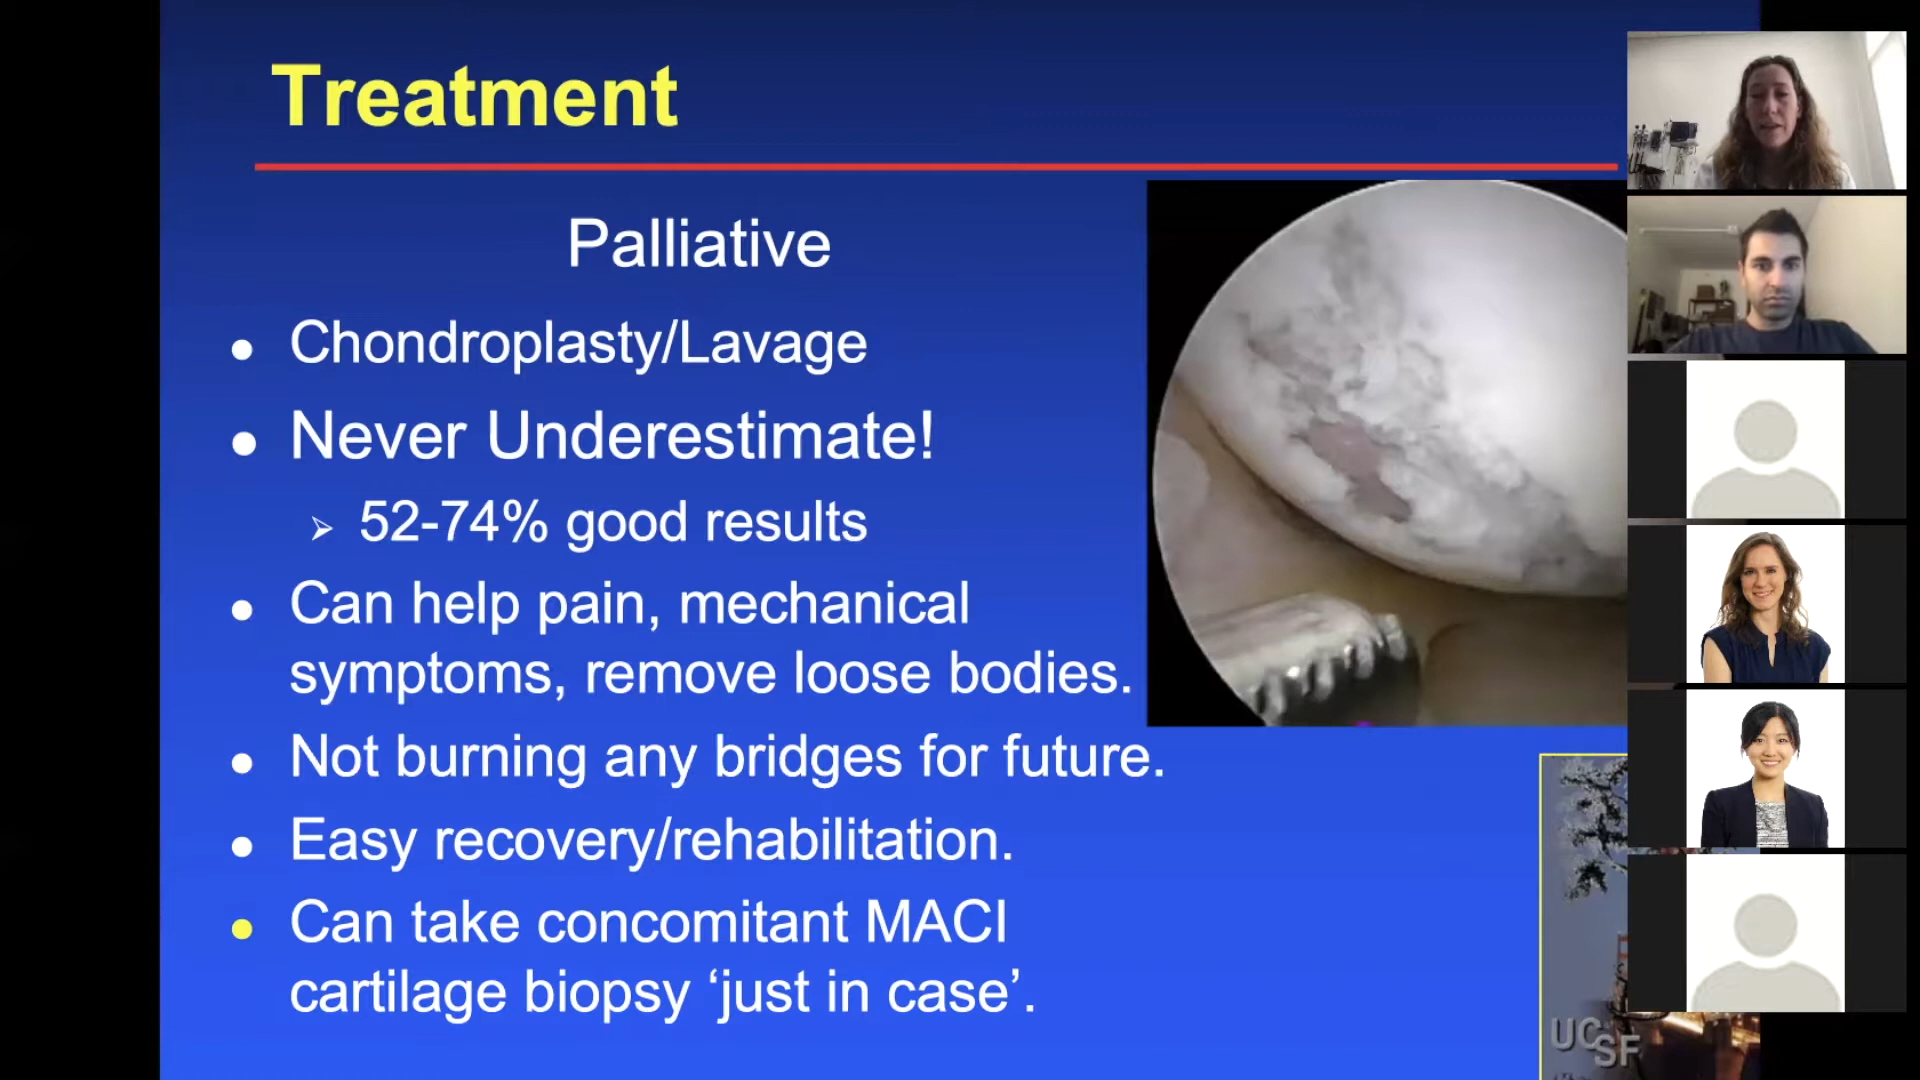 Treatment
Palliative
● Chondroplasty/Lavage
● Never Underestimate!
➢ 52-74% good results
● Can help pain, mechanical
symptoms, remove loose bodies.
● Not burning any bridges for future.
● Easy recovery/rehabilitation.
● Can take concomitant MACI
cartilage biopsy ‘just in case’.
UCSF